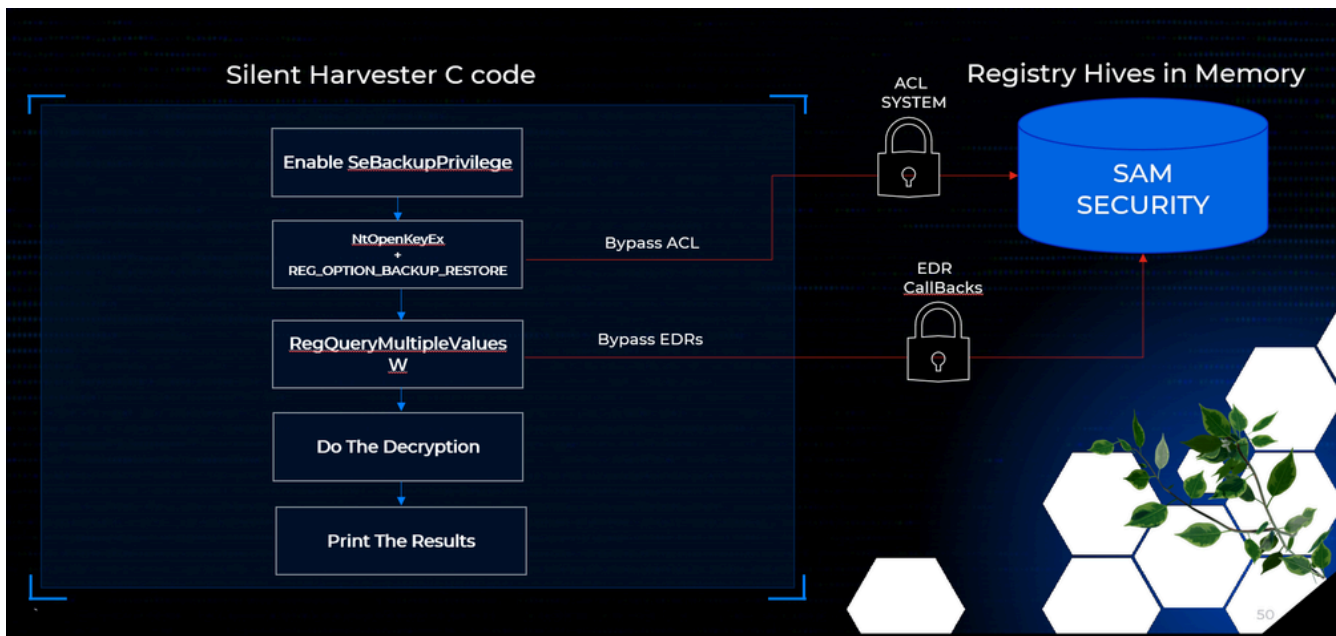 Silent Harvester C code
Registry Hives in Memory
ACL
SYSTEM
Enable SeBackupPrivilege
SAM
SECURITY
NtOpenKeyEx
+
REG_OPTION_BACKUP_RESTORE
Bypass ACL
EDR
CallBacks
RegQueryMultipleValues
W
Bypass EDRs
Do The Decryption
Print The Results
50